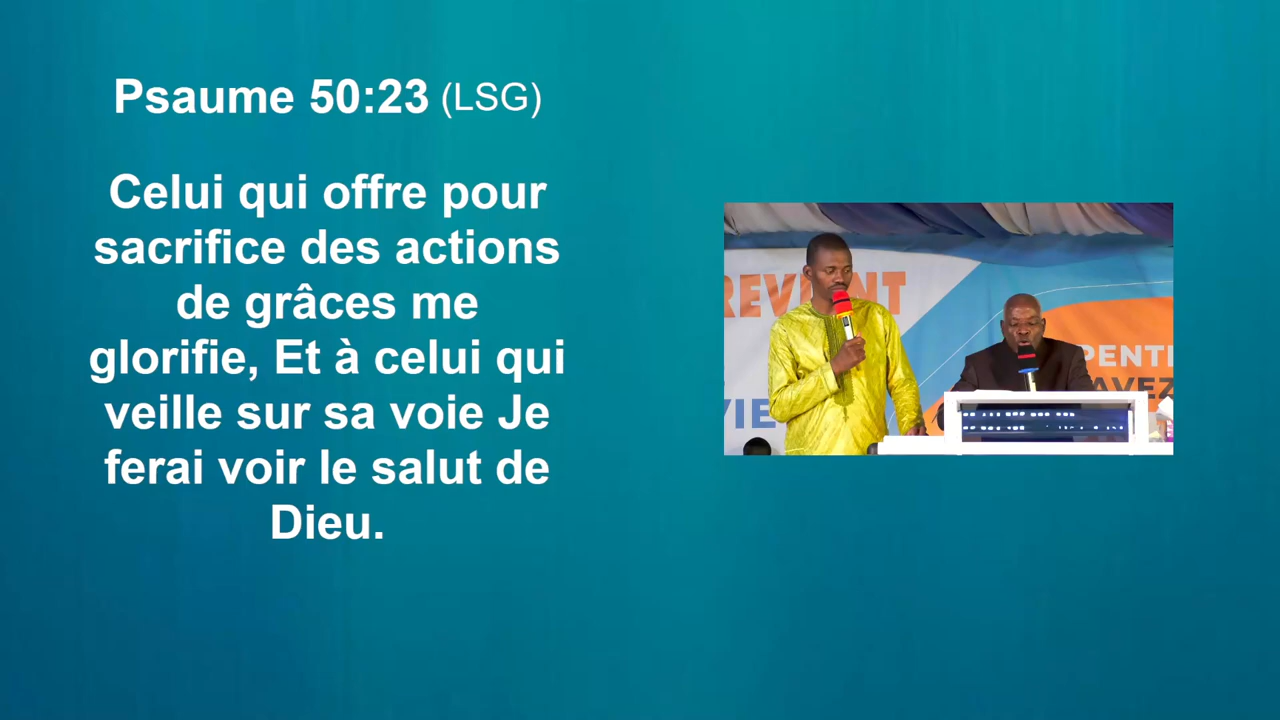 Psaume 50:23 (LSG)
Celui qui offre pour
sacrifice des actions
de grâces me
glorifie, Et à celui qui
veille sur sa voie Je
ferai voir le salut de
Dieu.